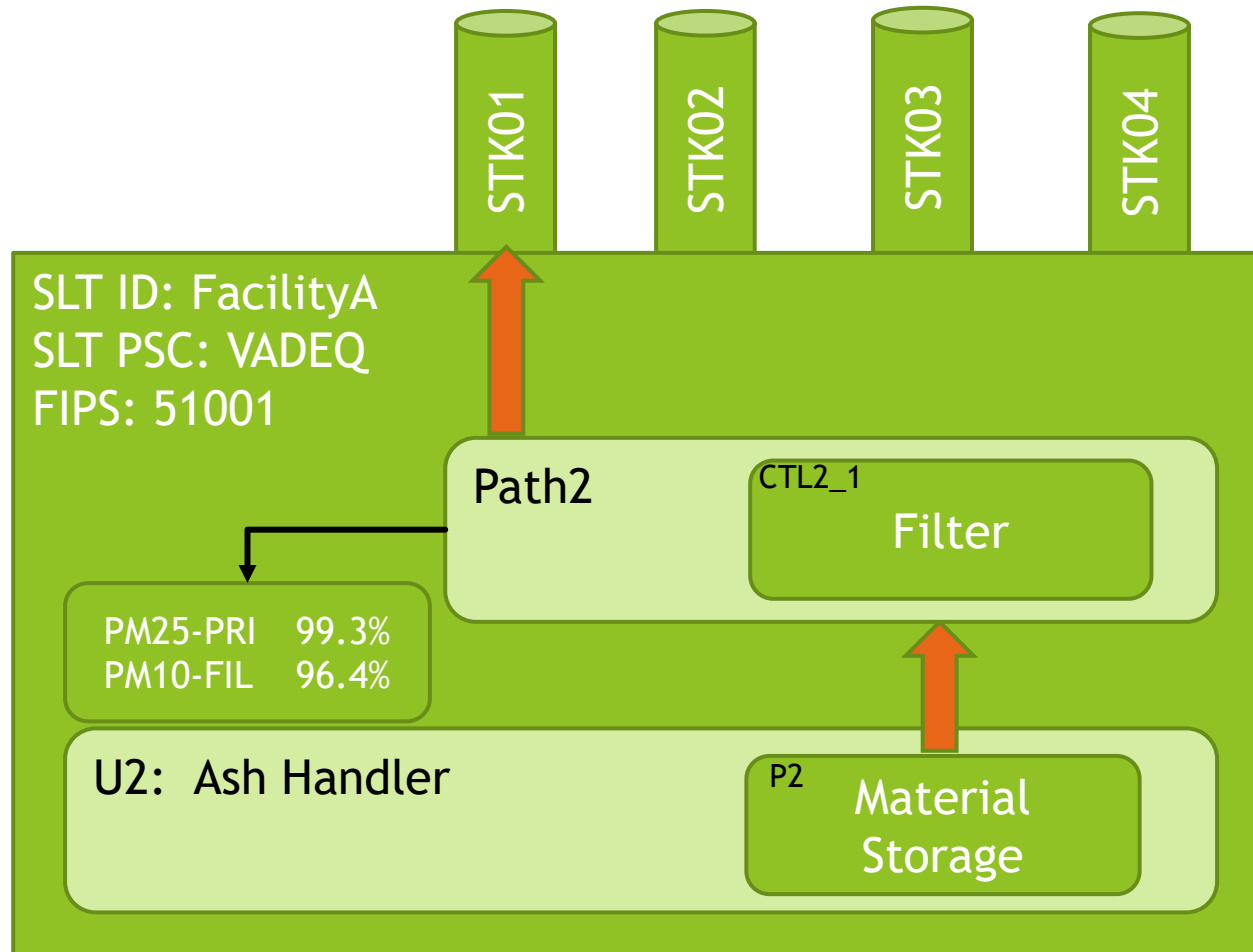 STK01
STK02
STK03
STK04
SLT ID: FacilityA
SLT PSC: VADEQ
FIPS: 51001
Path2
CTL2_1
Filter
PM25-PRI 99.3%
PM10-FIL 96.4%
U2: Ash Handler
P2
Material
Storage